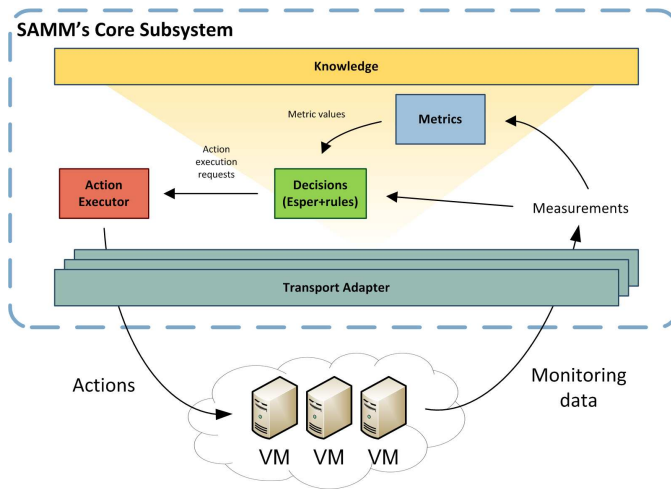 SAMM's Core Subsystem
Knowledge
Metric values
Metrics
Action
execution
requests
Action
Executor
Decisions
(Esper+rules)
Measurements
Transport Adapter
Actions
Monitoring
data
VM VM VM